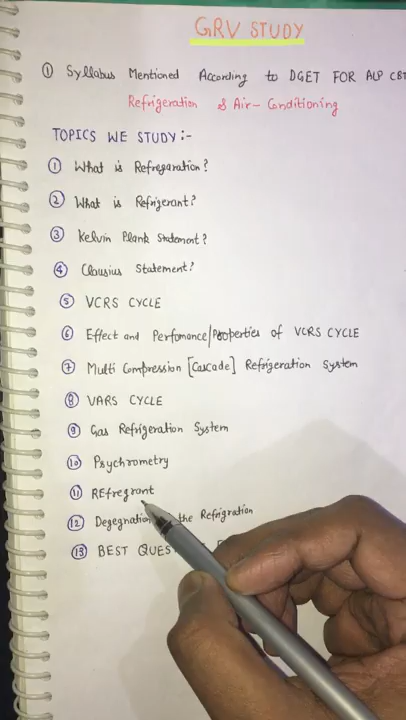 GRV STUDY
① Syllabus Mentioned According to DGET FOR ALP CBT
Refrigeration & Air-Conditioning
TOPICS WE STUDY:-
① What is Refregaration?
② What is Refrigerant?
③ Kelvin Plank Statement?
④ Clausius Statement?
⑤ VCRS CYCLE
⑥ Effect and Perfomance/Properties of VCRS CYCLE
⑦ Multi Compression [Cascade] Refrigeration System
⑧ VARS CYCLE
⑨ Gas Refrigeration System
⑩ Psychrometry
⑪ REfregrant
⑫ the Refrigration
⑬ BEST